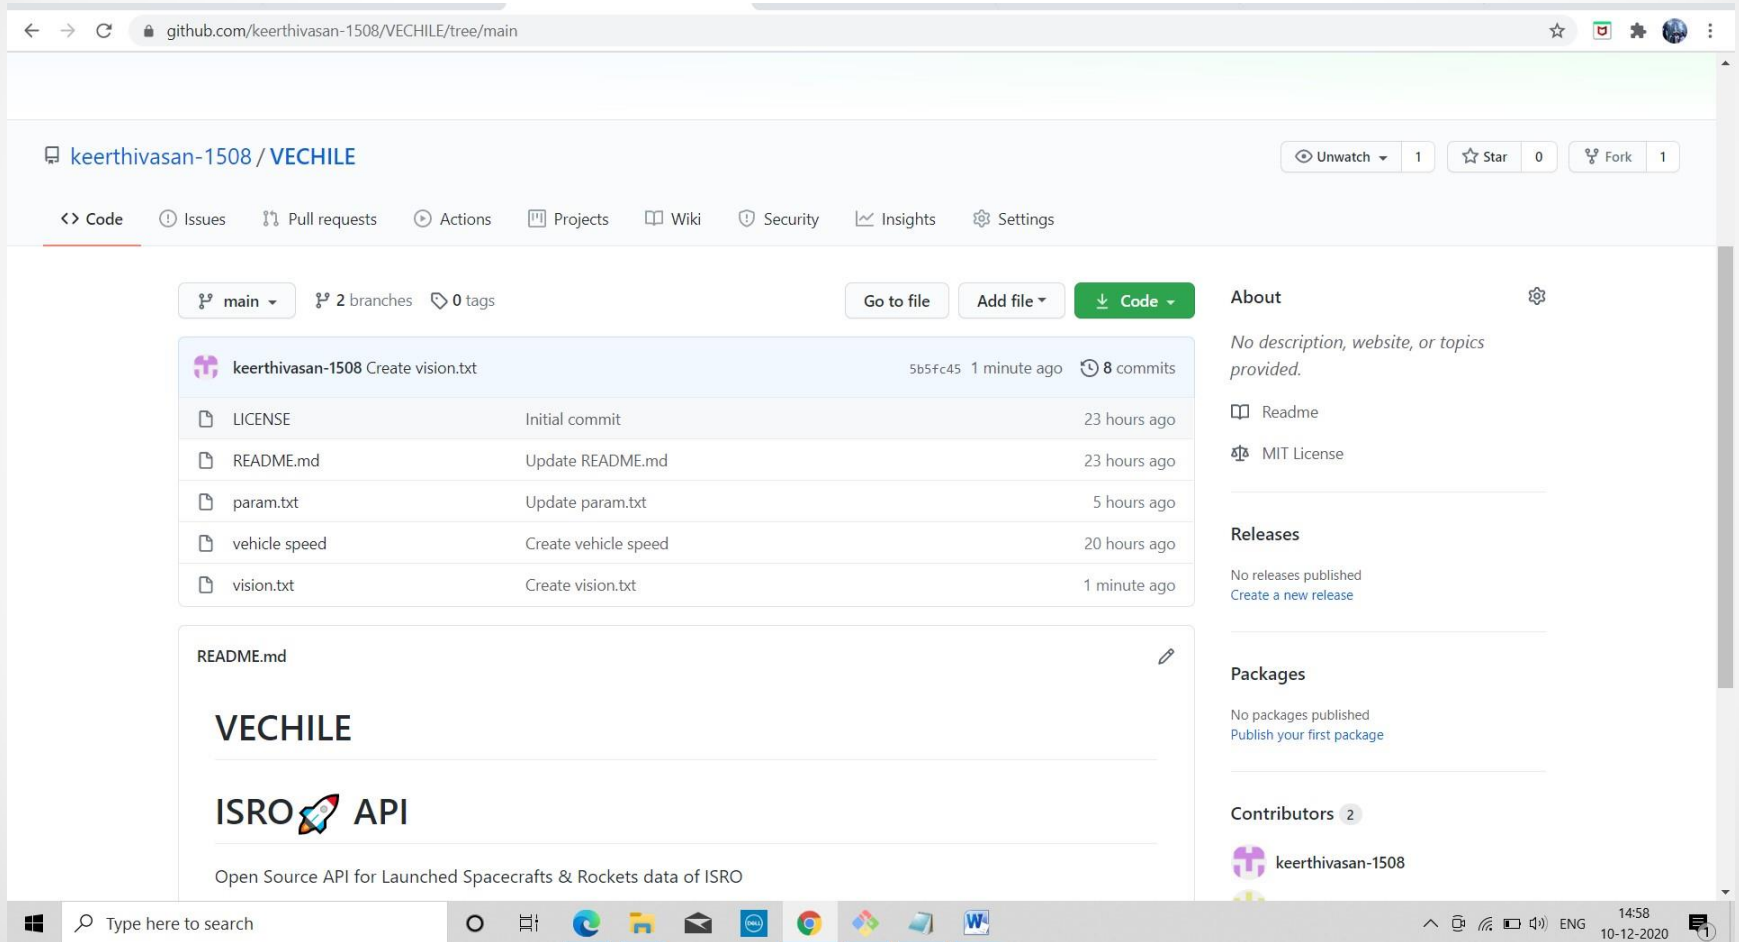 github.com/keerthivasan-1508/VECHILE/tree/main
keerthivasan-1508 / VECHILE
Unwatch 1 Star 0 Fork 1
Code Issues Pull requests Actions Projects Wiki Security Insights Settings
main 2 branches 0 tags Go to file Add file Code
keerthivasan-1508 Create vision.txt 5b5fc45 1 minute ago 8 commits
LICENSE Initial commit 23 hours ago
README.md Update README.md 23 hours ago
param.txt Update param.txt 5 hours ago
vehicle speed Create vehicle speed 20 hours ago
vision.txt Create vision.txt 1 minute ago
README.md
VECHILE
ISRO🚀 API
Open Source API for Launched Spacecrafts & Rockets data of ISRO
About
No description, website, or topics
provided.
Readme
MIT License
Releases
No releases published
Create a new release
Packages
No packages published
Publish your first package
Contributors 2
keerthivasan-1508
Type here to search
DELL
W
ENG
14:58
10-12-2020
1